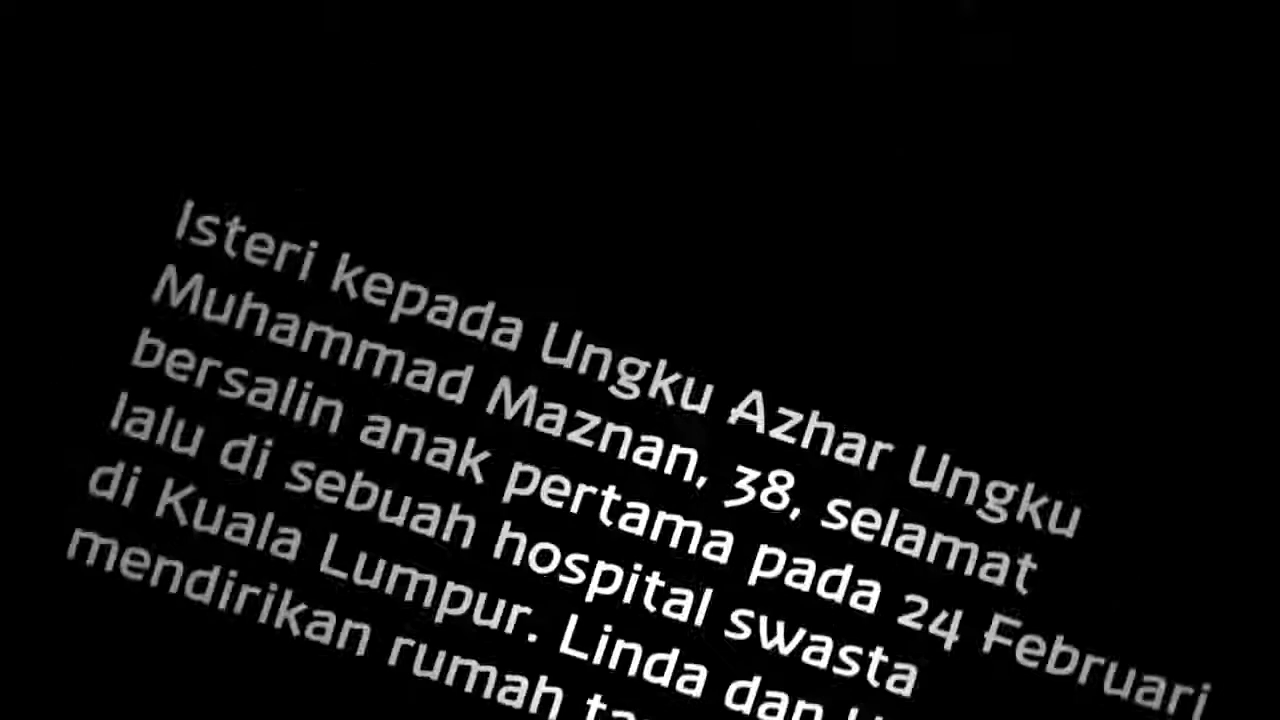 Isteri kepada Ungku Azhar Ungku
Muhammad Maznan, 38, selamat
bersalin anak pertama pada 24 Februari
lalu di sebuah hospital swasta
di Kuala Lumpur. Linda dan
mendirikan rumah